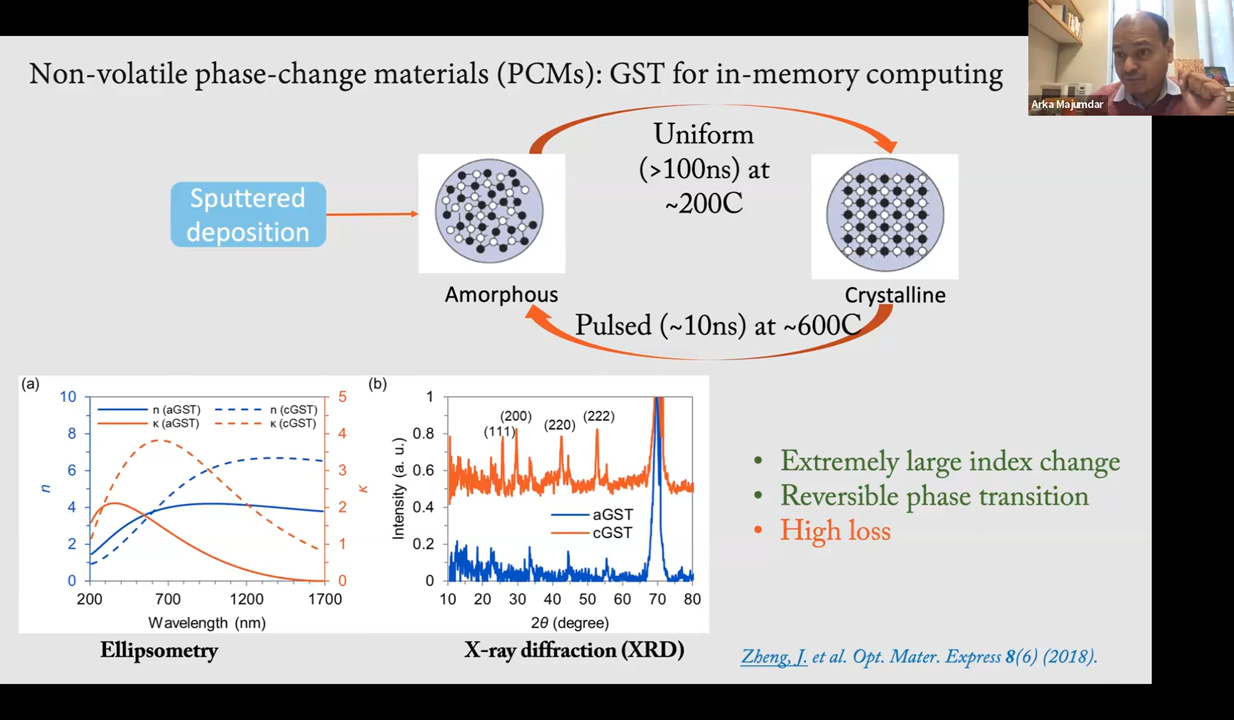 Non-volatile phase-change materials (PCMs): GST for in-memory computing
Arka Majumdar
Uniform
(>100ns) at
~200C
Sputtered
deposition
Amorphous
Crystalline
Pulsed (~10ns) at ~600C
(a)
10
8
6
4
2
0
n
n (aGST)
n (cGST)
κ (aGST)
κ (cGST)
5
4
3
2
1
0
κ
200
700
1200
1700
Wavelength (nm)
Ellipsometry
(b)
1
0.8
0.6
0.4
0.2
0
Intensity (a. u.)
(111)
(200)
(220)
(222)
aGST
cGST
10 20 30 40 50 60 70 80
2θ (degree)
X-ray diffraction (XRD)
• Extremely large index change
• Reversible phase transition
• High loss
Zheng, J. et al. Opt. Mater. Express 8(6) (2018).